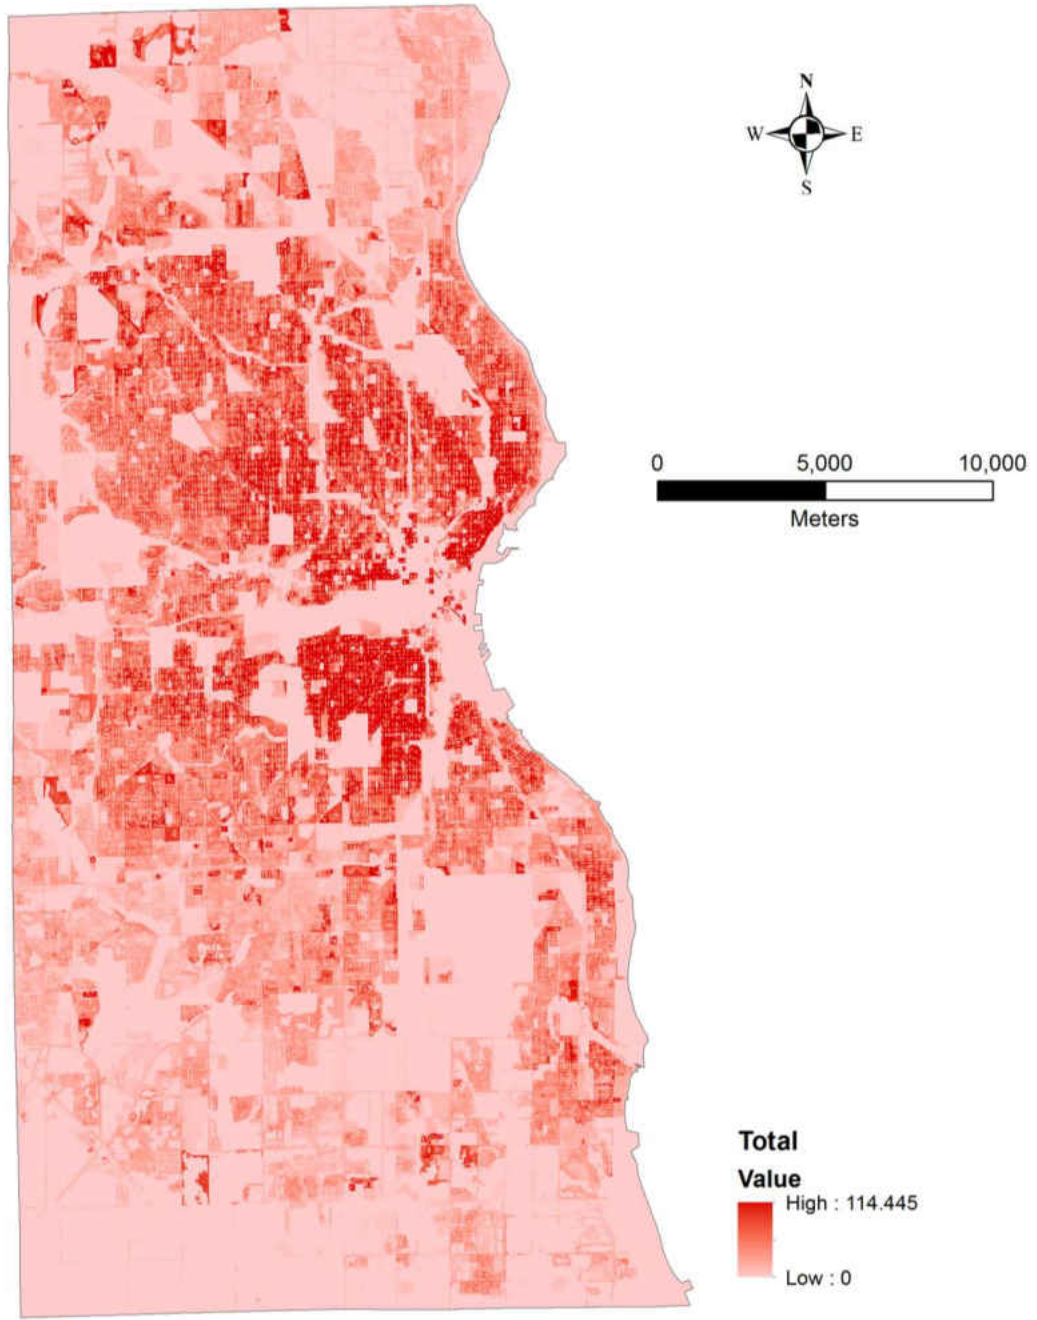 N
W E
S
0 5,000 10,000
Meters
Total
Value
High : 114.445
Low : 0